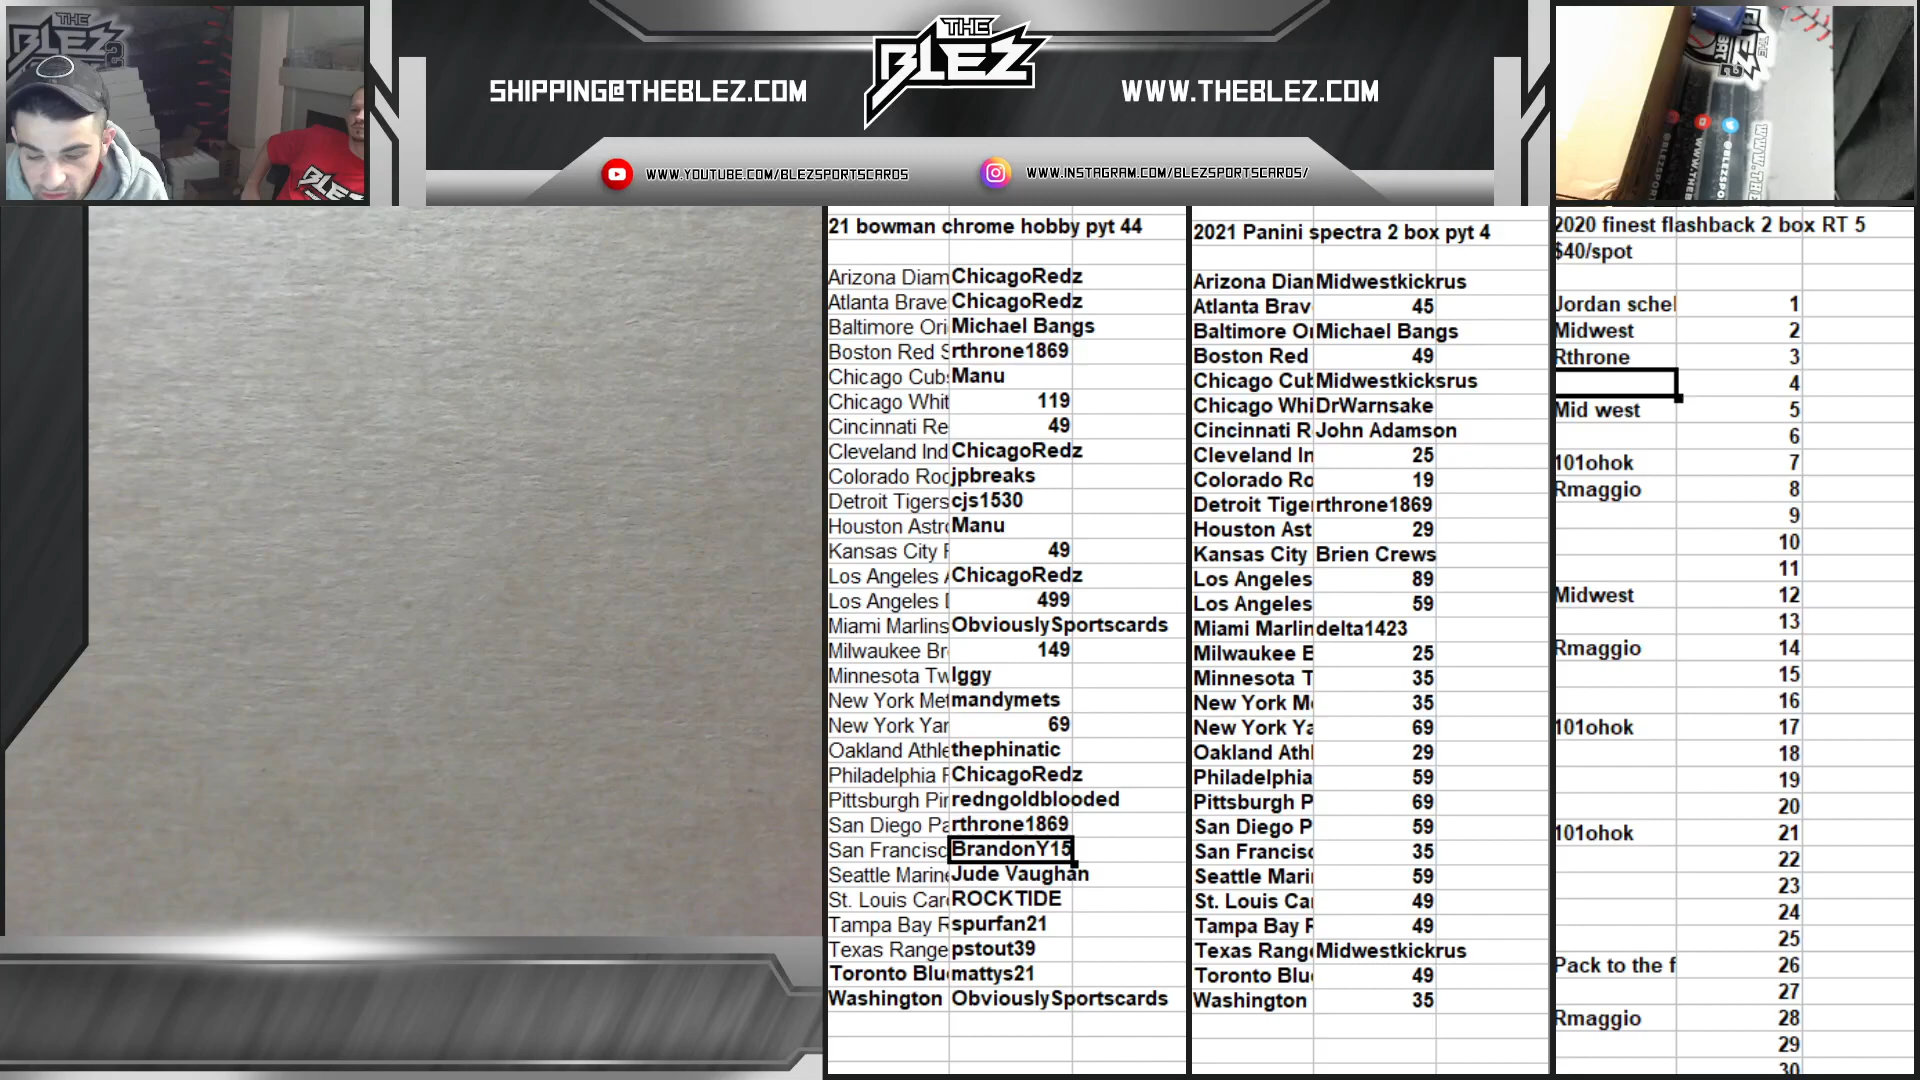 THE
BLEZ
SHIPPING@THEBLEZ.COM
WWW.THEBLEZ.COM
WWW.YOUTUBE.COM/BLEZSPORTSCARDS
WWW.INSTAGRAM.COM/BLEZSPORTSCARDS/
21 bowman chrome hobby pyt 44
Arizona Diam ChicagoRedz
Atlanta Brave ChicagoRedz
Baltimore Ori Michael Bangs
Boston Red S rthrone1869
Chicago Cubs Manu
Chicago Whit 119
Cincinnati Re 49
Cleveland Ind ChicagoRedz
Colorado Roc jpbreaks
Detroit Tigers cjs1530
Houston Astro Manu
Kansas City R 49
Los Angeles A ChicagoRedz
Los Angeles D 499
Miami Marlins ObviouslySportscards
Milwaukee Br 149
Minnesota Tw Iggy
New York Met mandymets
New York Yan 69
Oakland Athle thephinatic
Philadelphia P ChicagoRedz
Pittsburgh Pir redngoldblooded
San Diego Pa rthrone1869
San Francisc BrandonY15
Seattle Marine Jude Vaughan
St. Louis Car ROCKTIDE
Tampa Bay R spurfan21
Texas Range pstout39
Toronto Blue mattys21
Washington ObviouslySportscards
2021 Panini spectra 2 box pyt 4
Arizona Dian Midwestkickrus
Atlanta Brav 45
Baltimore Or Michael Bangs
Boston Red 49
Chicago Cub Midwestkicksrus
Chicago Whi DrWarnsake
Cincinnati R John Adamson
Cleveland In 25
Colorado Ro 19
Detroit Tiger rthrone1869
Houston Ast 29
Kansas City Brien Crews
Los Angeles 89
Los Angeles 59
Miami Marlin delta1423
Milwaukee B 25
Minnesota T 35
New York Me 35
New York Ya 69
Oakland Athl 29
Philadelphia 59
Pittsburgh P 69
San Diego P 59
San Francisc 35
Seattle Marin 59
St. Louis Car 49
Tampa Bay R 49
Texas Range Midwestkickrus
Toronto Blue 49
Washington 35
2020 finest flashback 2 box RT 5
$40/spot
Jordan schel 1
Midwest 2
Rthrone 3
4
Mid west 5
6
101ohok 7
Rmaggio 8
9
10
11
Midwest 12
13
Rmaggio 14
15
16
101ohok 17
18
19
20
101ohok 21
22
23
24
25
Pack to the f 26
27
Rmaggio 28
29
30